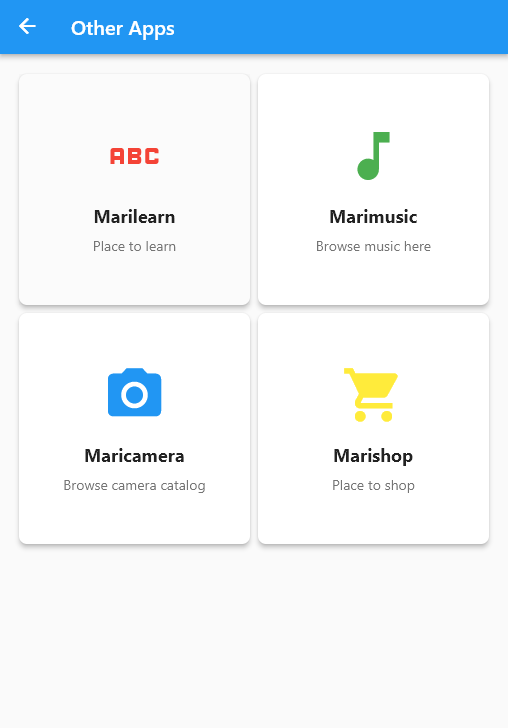 Other Apps
ABC
Marilearn
Place to learn
Marimusic
Browse music here
Maricamera
Browse camera catalog
Marishop
Place to shop